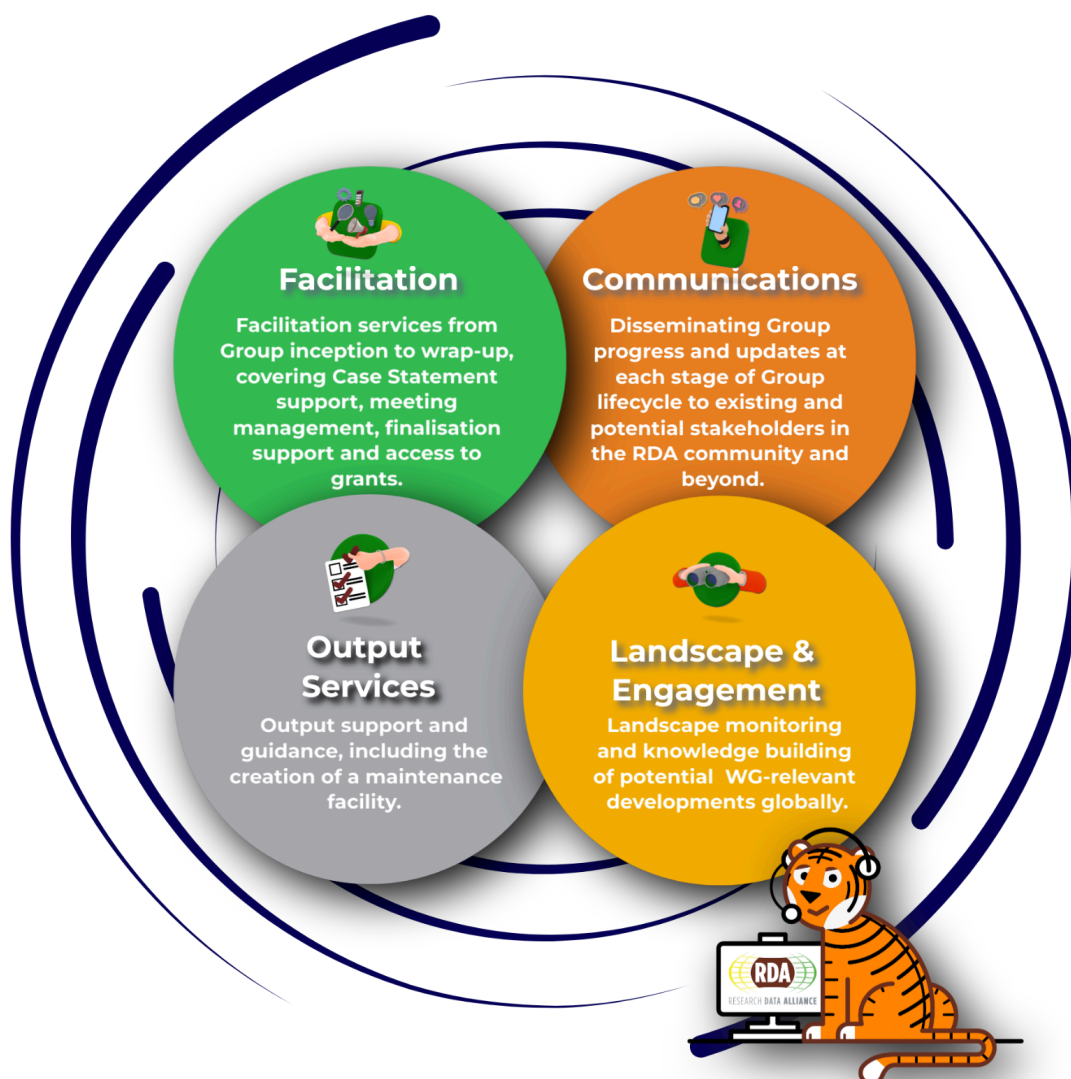 Facilitation
Facilitation services from
Group inception to wrap-up,
covering Case Statement
support, meeting
management, finalisation
support and access to
grants.
Communications
Disseminating Group
progress and updates at
each stage of Group
lifecycle to existing and
potential stakeholders in
the RDA community and
beyond.
Output
Services
Output support and
guidance, including the
creation of a maintenance
facility.
Landscape &
Engagement
Landscape monitoring
and knowledge building
of potential  WG-relevant
developments globally.
RDA
RESEARCH DATA ALLIANCE